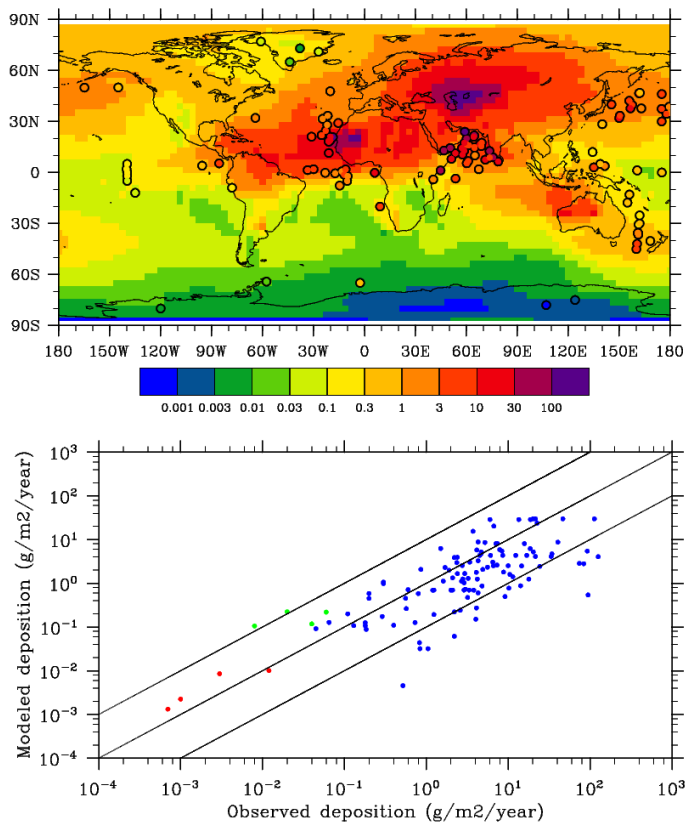 90N
60N
30N
0
30S
60S
90S
180 150W 120W 90W 60W 30W 0 30E 60E 90E 120E 150E 180
0.001 0.003 0.01 0.03 0.1 0.3 1 3 10 30 100
10³
10²
10¹
10⁰
10⁻¹
10⁻²
10⁻³
10⁻⁴
Modeled deposition (g/m2/year)
10⁻⁴ 10⁻³ 10⁻² 10⁻¹ 10⁰ 10¹ 10² 10³
Observed deposition (g/m2/year)